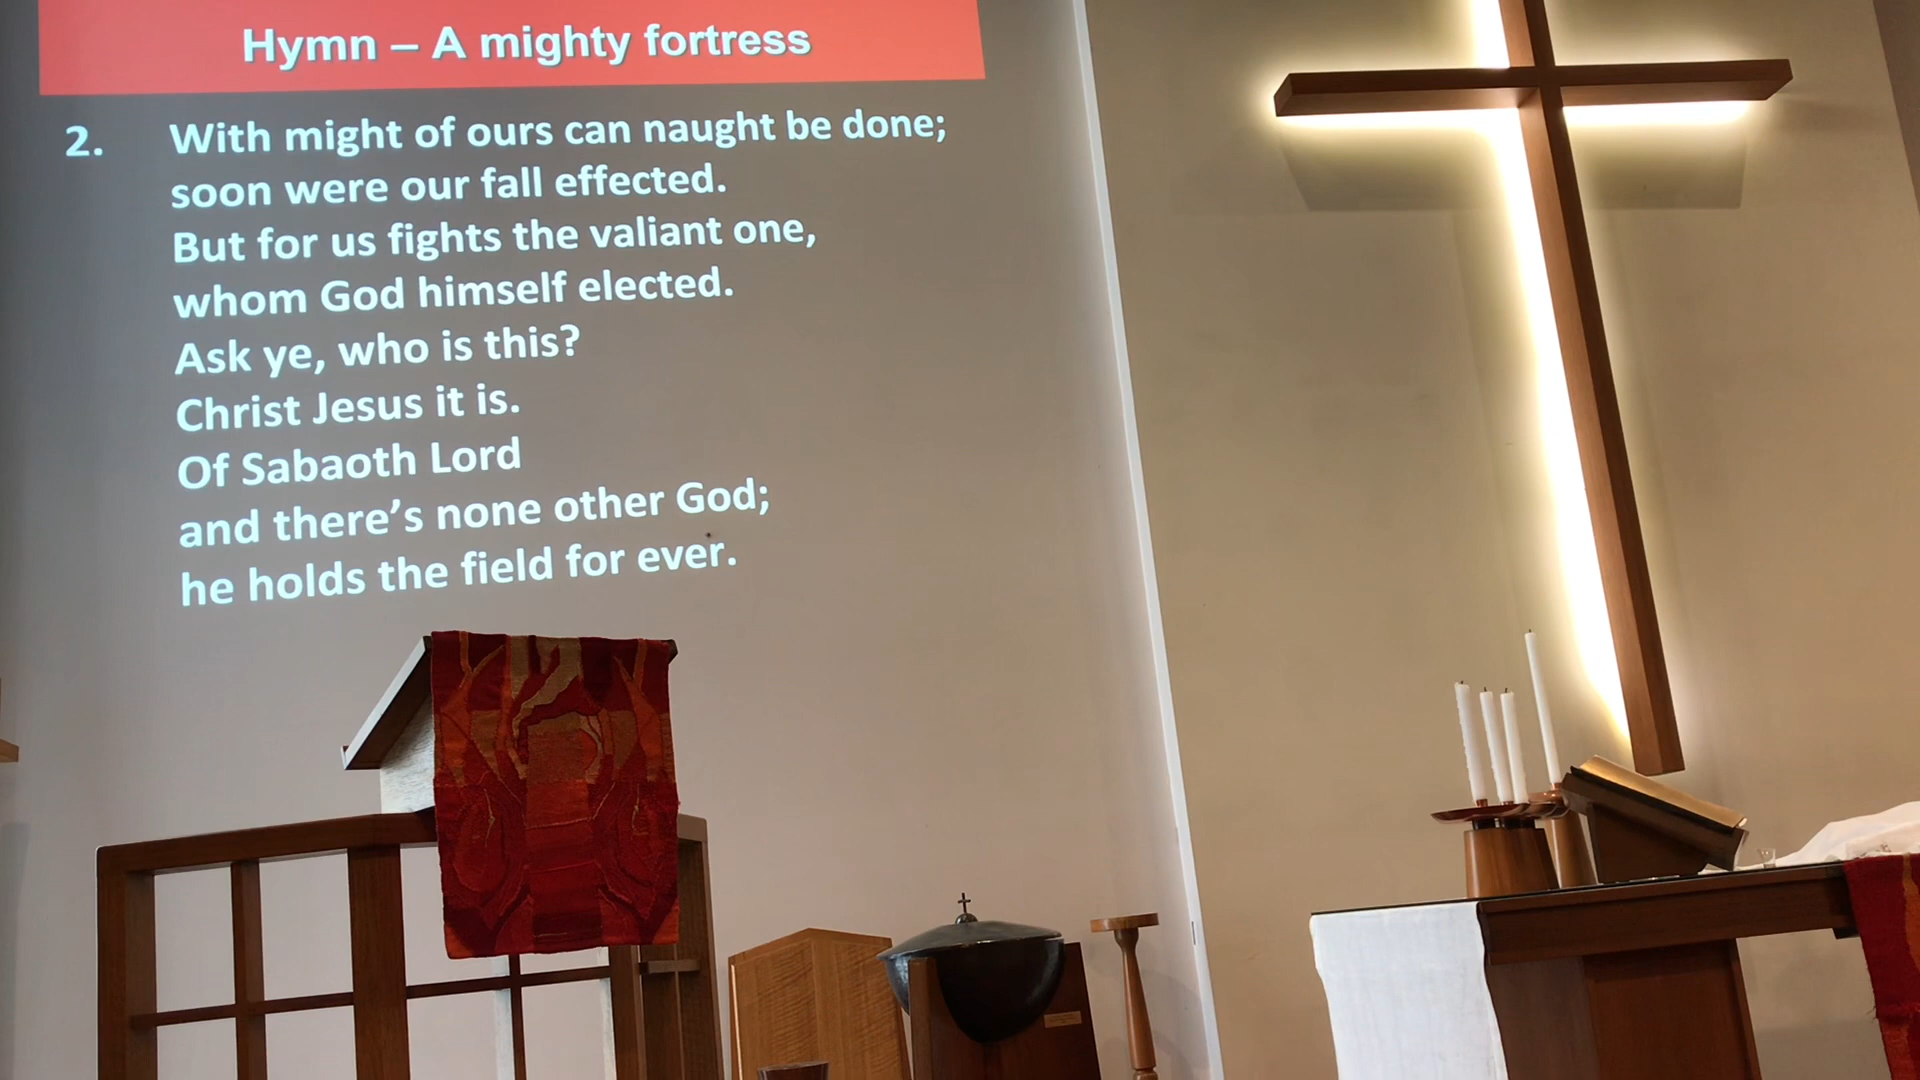 Hymn – A mighty fortress
2. With might of ours can naught be done;
soon were our fall effected.
But for us fights the valiant one,
whom God himself elected.
Ask ye, who is this?
Christ Jesus it is.
Of Sabaoth Lord
and there’s none other God;
he holds the field for ever.